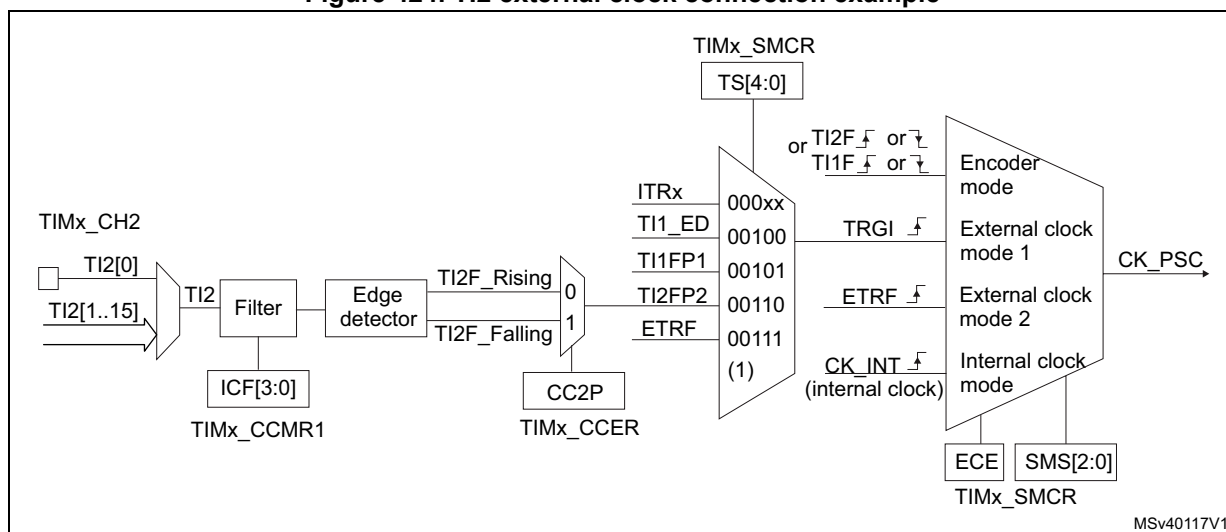 TIMx_SMCR
TS[4:0]
or TI2F or
TI1F or
Encoder
mode
ITRx
000xx
TIMx_CH2
TI1_ED
00100
TRGI
External clock
mode 1
CK_PSC
TI2[0]
TI1FP1
00101
TI2F_Rising
0
TI2FP2
00110
ETRF
External clock
mode 2
TI2[1..15]
TI2
Filter
Edge
detector
1
TI2F_Falling
ETRF
00111
(1)
CK_INT
(internal clock)
Internal clock
mode
ICF[3:0]
CC2P
TIMx_CCMR1
TIMx_CCER
ECE
SMS[2:0]
TIMx_SMCR
MSv40117V1